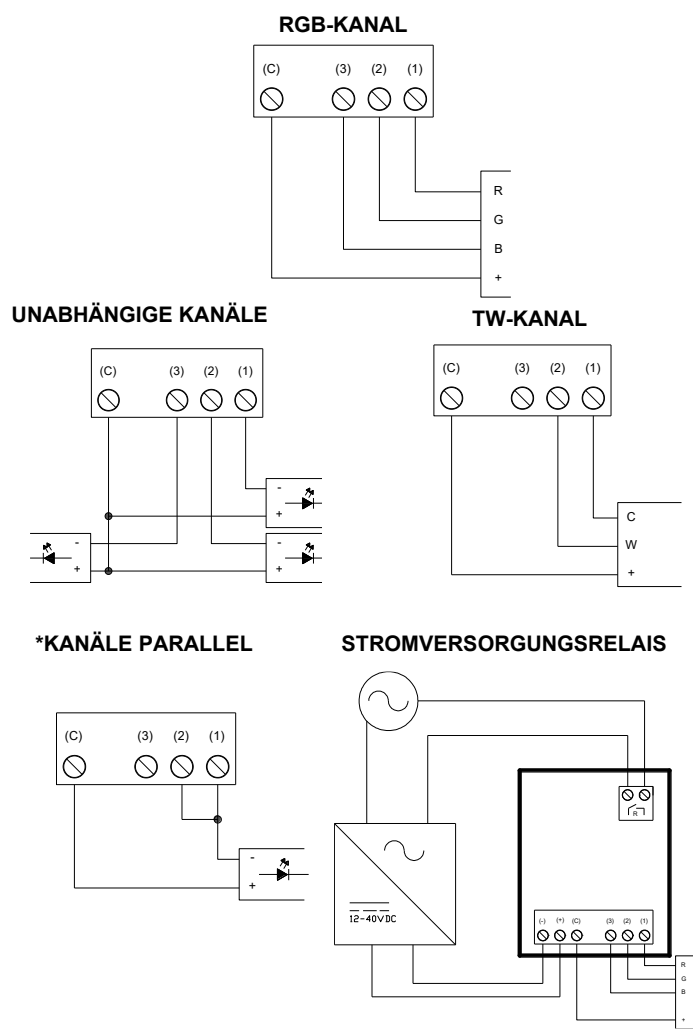 RGB-KANAL
(C) (3) (2) (1)
R
G
B
+
UNABHÄNGIGE KANÄLE
(C) (3) (2) (1)
-
+
-
+
-
+
TW-KANAL
(C) (3) (2) (1)
C
W
+
*KANÄLE PARALLEL
(C) (3) (2) (1)
-
+
STROMVERSORGUNGSRELAIS
R
12-40VDC
(-) (+) (C) (3) (2) (1)
R
G
B
+